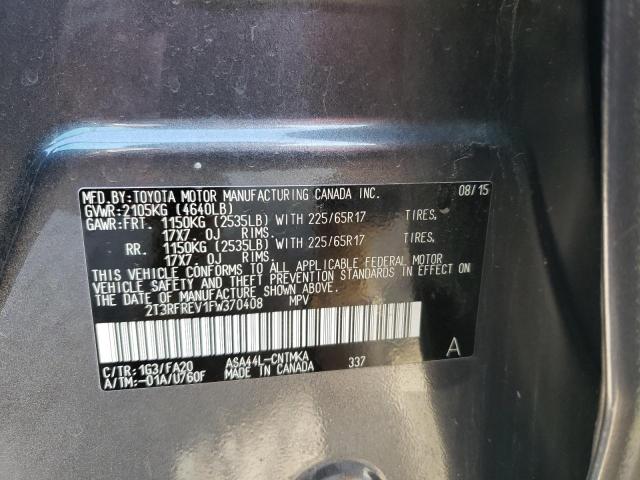 MFD.BY:TOYOTA MOTOR MANUFACTURING CANADA INC. 08/15
GVWR:2105KG (4640LB)
GAWR:FRT. 1150KG (2535LB) WITH 225/65R17 TIRES,
17X7.0J RIMS.
RR. 1150KG (2535LB) WITH 225/65R17 TIRES,
17X7.0J RIMS.
THIS VEHICLE CONFORMS TO ALL APPLICABLE FEDERAL MOTOR
VEHICLE SAFETY AND THEFT PREVENTION STANDARDS IN EFFECT ON
THE DATE OF MANUFACTURE SHOWN ABOVE.
2T3RFREV1FW370408 MPV
A
C/TR:1G3/FA20 ASA44L-CNTMKA 337
A/TM:-01A/U760F MADE IN CANADA